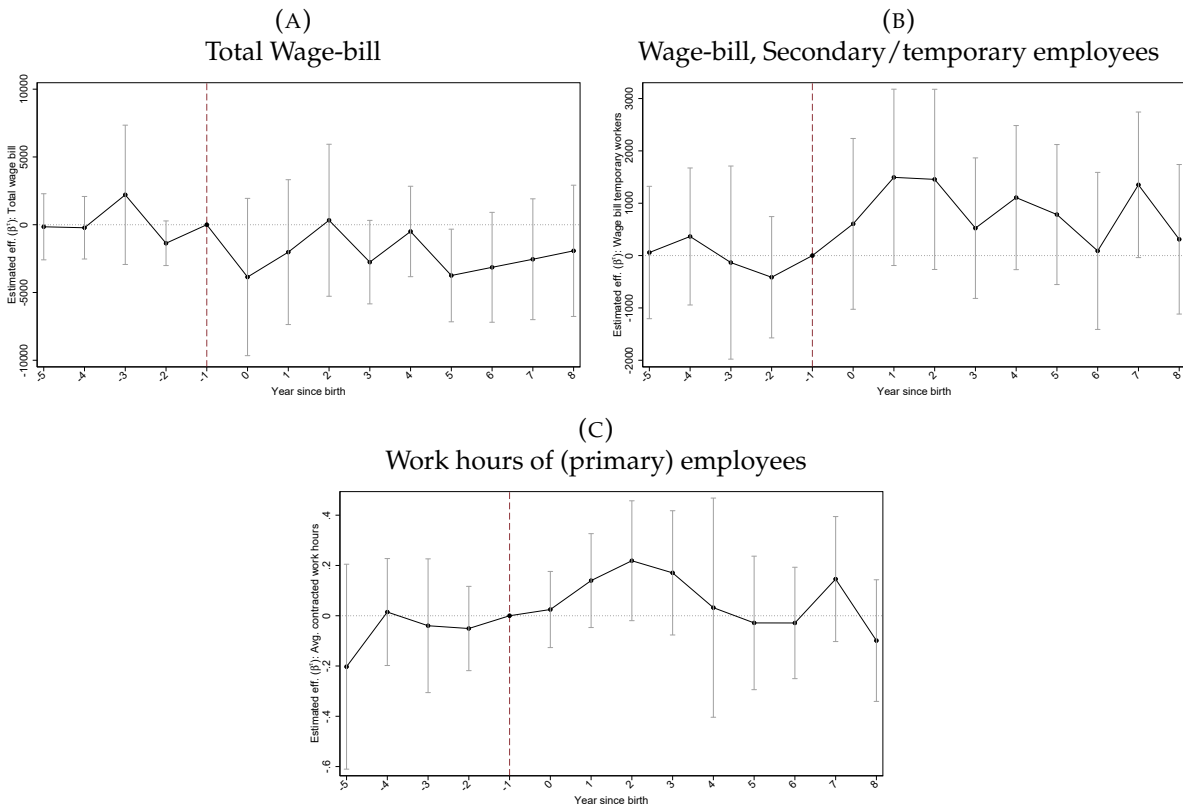 (A)
Total Wage-bill
Estimated eff. (β^τ): Total wage bill
10000
5000
0
-5000
-10000
-5 -4 -3 -2 -1 0 1 2 3 4 5 6 7 8
Year since birth
(B)
Wage-bill, Secondary/temporary employees
Estimated eff. (β^τ): Wage bill temporary workers
3000
2000
1000
0
-1000
-2000
-5 -4 -3 -2 -1 0 1 2 3 4 5 6 7 8
Year since birth
(C)
Work hours of (primary) employees
Estimated eff. (β^τ): Avg. contracted work hours
.4
.2
0
-.2
-.4
-.6
-5 -4 -3 -2 -1 0 1 2 3 4 5 6 7 8
Year since birth